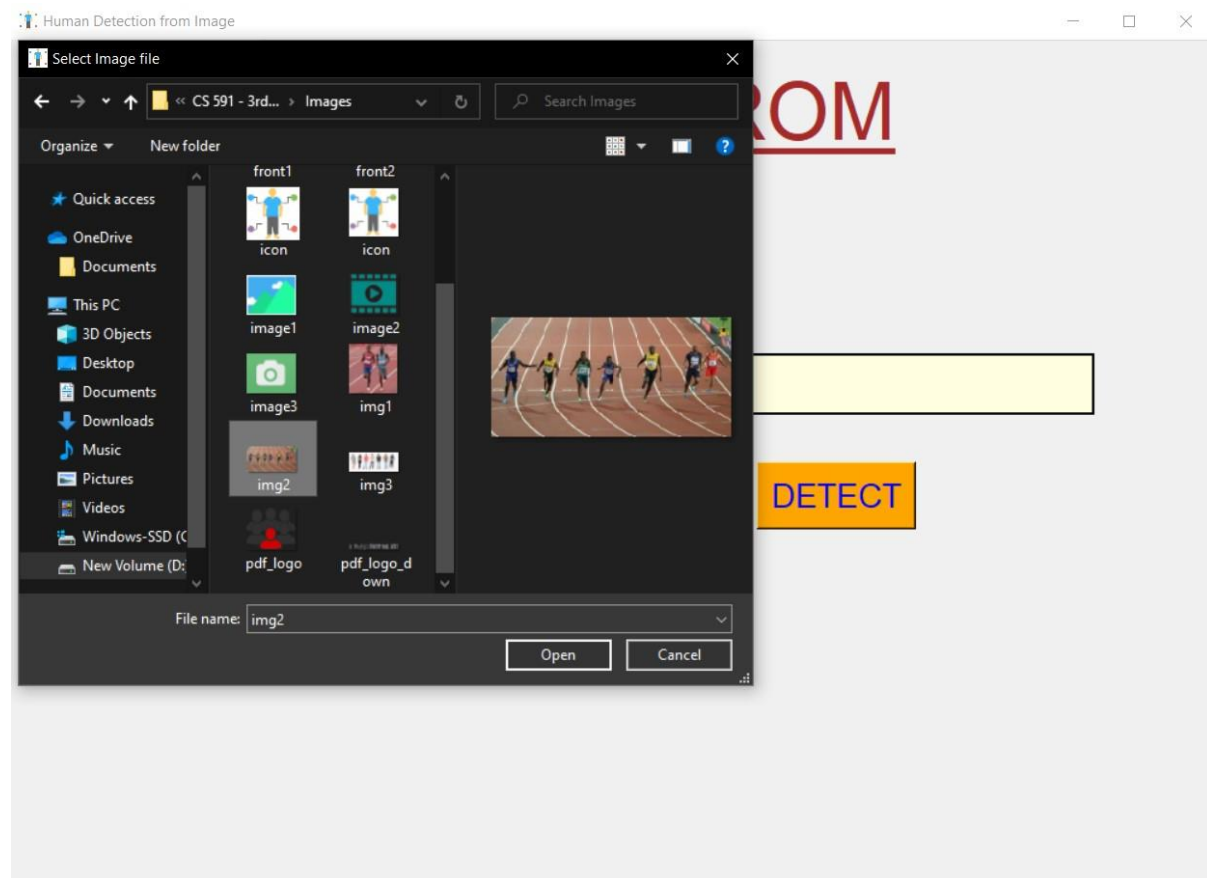 Human Detection from Image
Select Image file
ROM
« CS 591 - 3rd... › Images
Search Images
Organize
New folder
Quick access
OneDrive
Documents
This PC
3D Objects
Desktop
Documents
Downloads
Music
Pictures
Videos
Windows-SSD (C
New Volume (D:
front1 front2
icon icon
image1 image2
image3 img1
img2 img3
pdf_logo pdf_logo_d
own
DETECT
File name: img2
Open Cancel